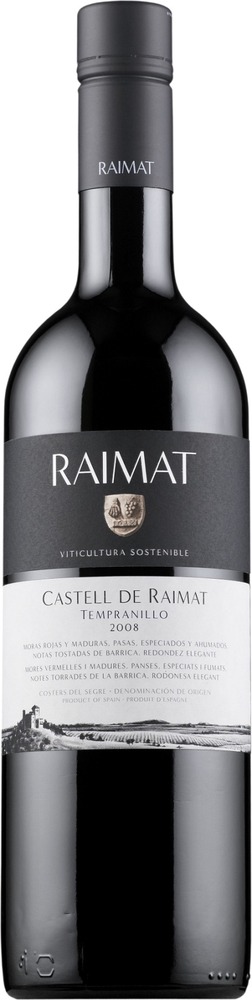 RAIMAT
RAIMAT
VITICULTURA SOSTENIBLE
CASTELL DE RAIMAT
TEMPRANILLO
2008
MORAS ROJAS Y MADURAS, PASAS, ESPECIADOS Y AHUMADOS.
NOTAS TOSTADAS DE BARRICA. REDONDEZ ELEGANTE
MORES VERMELLES I MADURES, PANSES, ESPECIATS I FUMATS.
NOTES TORRADES DE LA BARRICA. RODONESA ELEGANT
COSTERS DEL SEGRE · DENOMINACIÓN DE ORIGEN
PRODUCT OF SPAIN · PRODUIT D'ESPAGNE